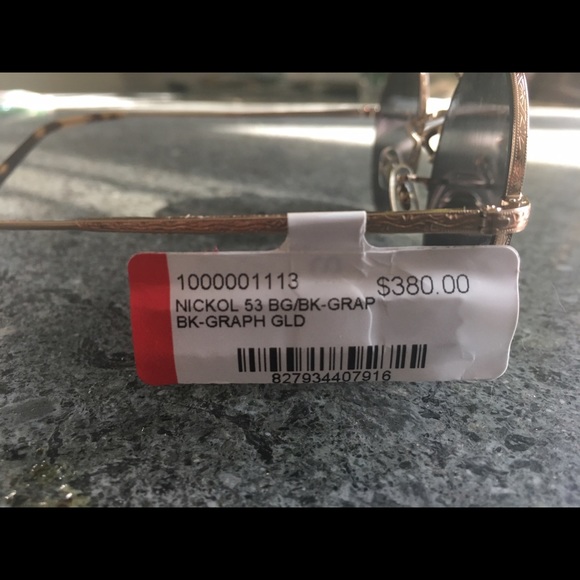 1000001113 $380.00
NICKOL 53 BG/BK-GRAP
BK-GRAPH GLD
827934407916